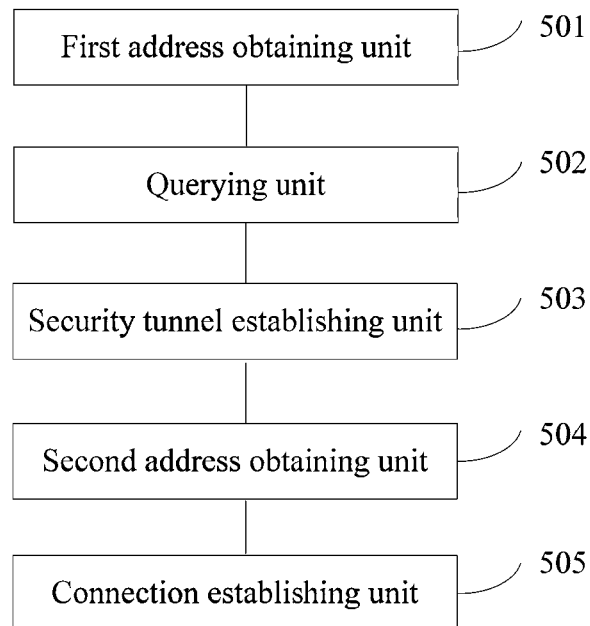 First address obtaining unit
501
Querying unit
502
Security tunnel establishing unit
503
Second address obtaining unit
504
Connection establishing unit
505